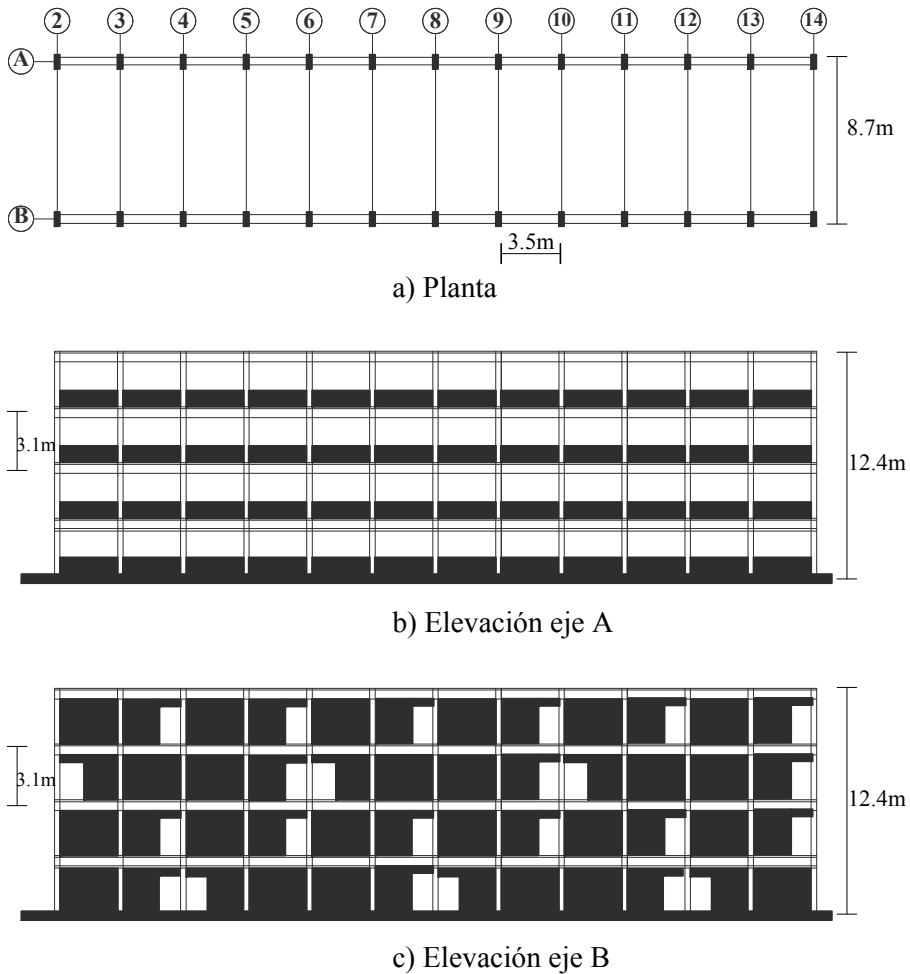 2 3 4 5 6 7 8 9 10 11 12 13 14
A
8.7m
B
3.5m
a) Planta
3.1m
12.4m
b) Elevación eje A
3.1m
12.4m
c) Elevación eje B